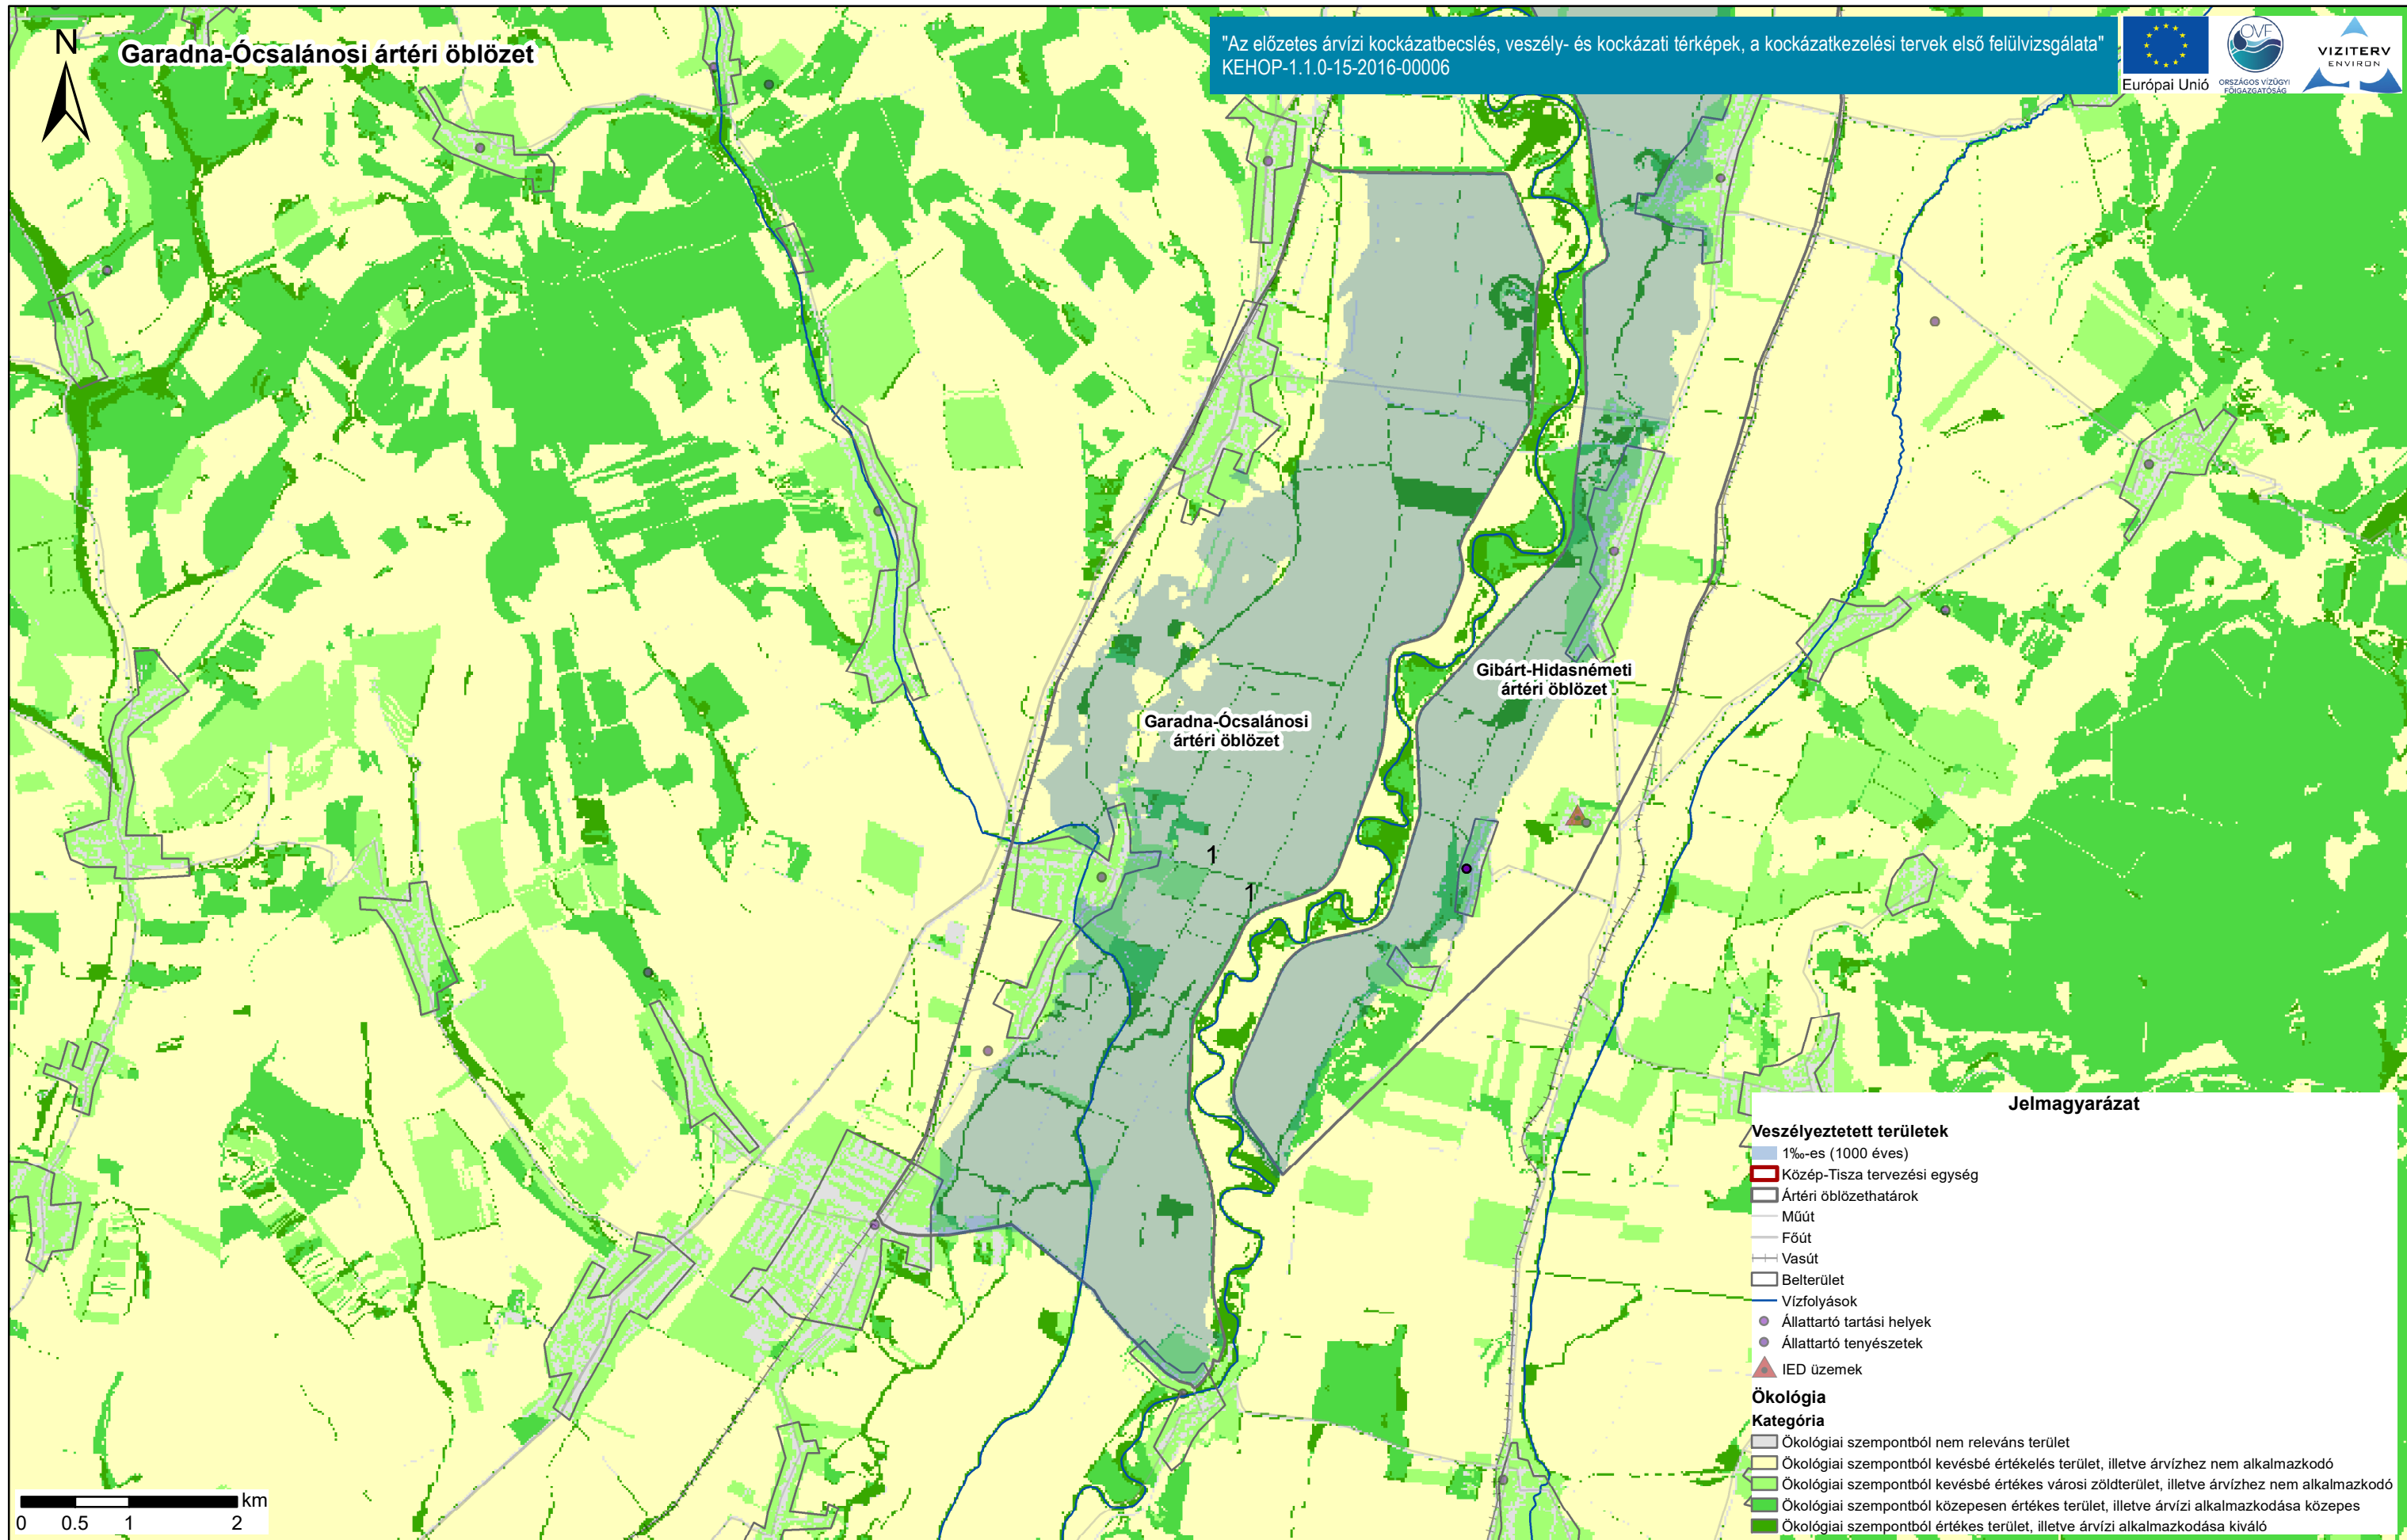 N
Garadna-Ócsalánosi ártéri öblözet
"Az előzetes árvízi kockázatbecslés, veszély- és kockázati térképek, a kockázatkezelési tervek első felülvizsgálata"
KEHOP-1.1.0-15-2016-00006
Európai Unió
OVF
ORSZÁGOS VÍZÜGYI
FŐIGAZGATÓSÁG
VIZITERV
ENVIRON
Gibárt-Hidasnémeti
ártéri öblözet
Garadna-Ócsalánosi
ártéri öblözet
1
1
Jelmagyarázat
Veszélyeztetett területek
1‰-es (1000 éves)
Közép-Tisza tervezési egység
Ártéri öblözethatárok
Műút
Főút
Vasút
Belterület
Vízfolyások
Állattartó tartási helyek
Állattartó tenyészetek
IED üzemek
Ökológia
Kategória
Ökológiai szempontból nem releváns terület
Ökológiai szempontból kevésbé értékelés terület, illetve árvízhez nem alkalmazkodó
Ökológiai szempontból kevésbé értékes városi zöldterület, illetve árvízhez nem alkalmazkodó
Ökológiai szempontból közepesen értékes terület, illetve árvízi alkalmazkodása közepes
Ökológiai szempontból értékes terület, illetve árvízi alkalmazkodása kiváló
km
0 0.5 1 2